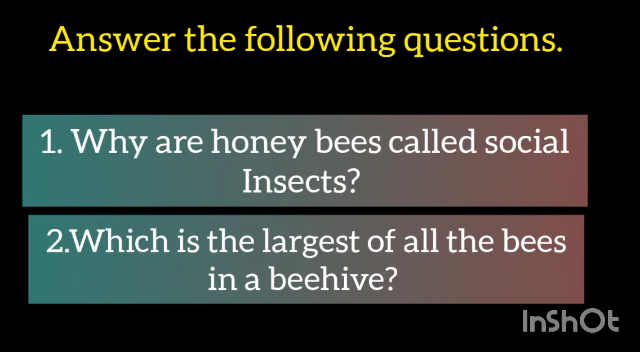 Answer the following questions.
1. Why are honey bees called social
Insects?
2.Which is the largest of all the bees
in a beehive?
InShOt